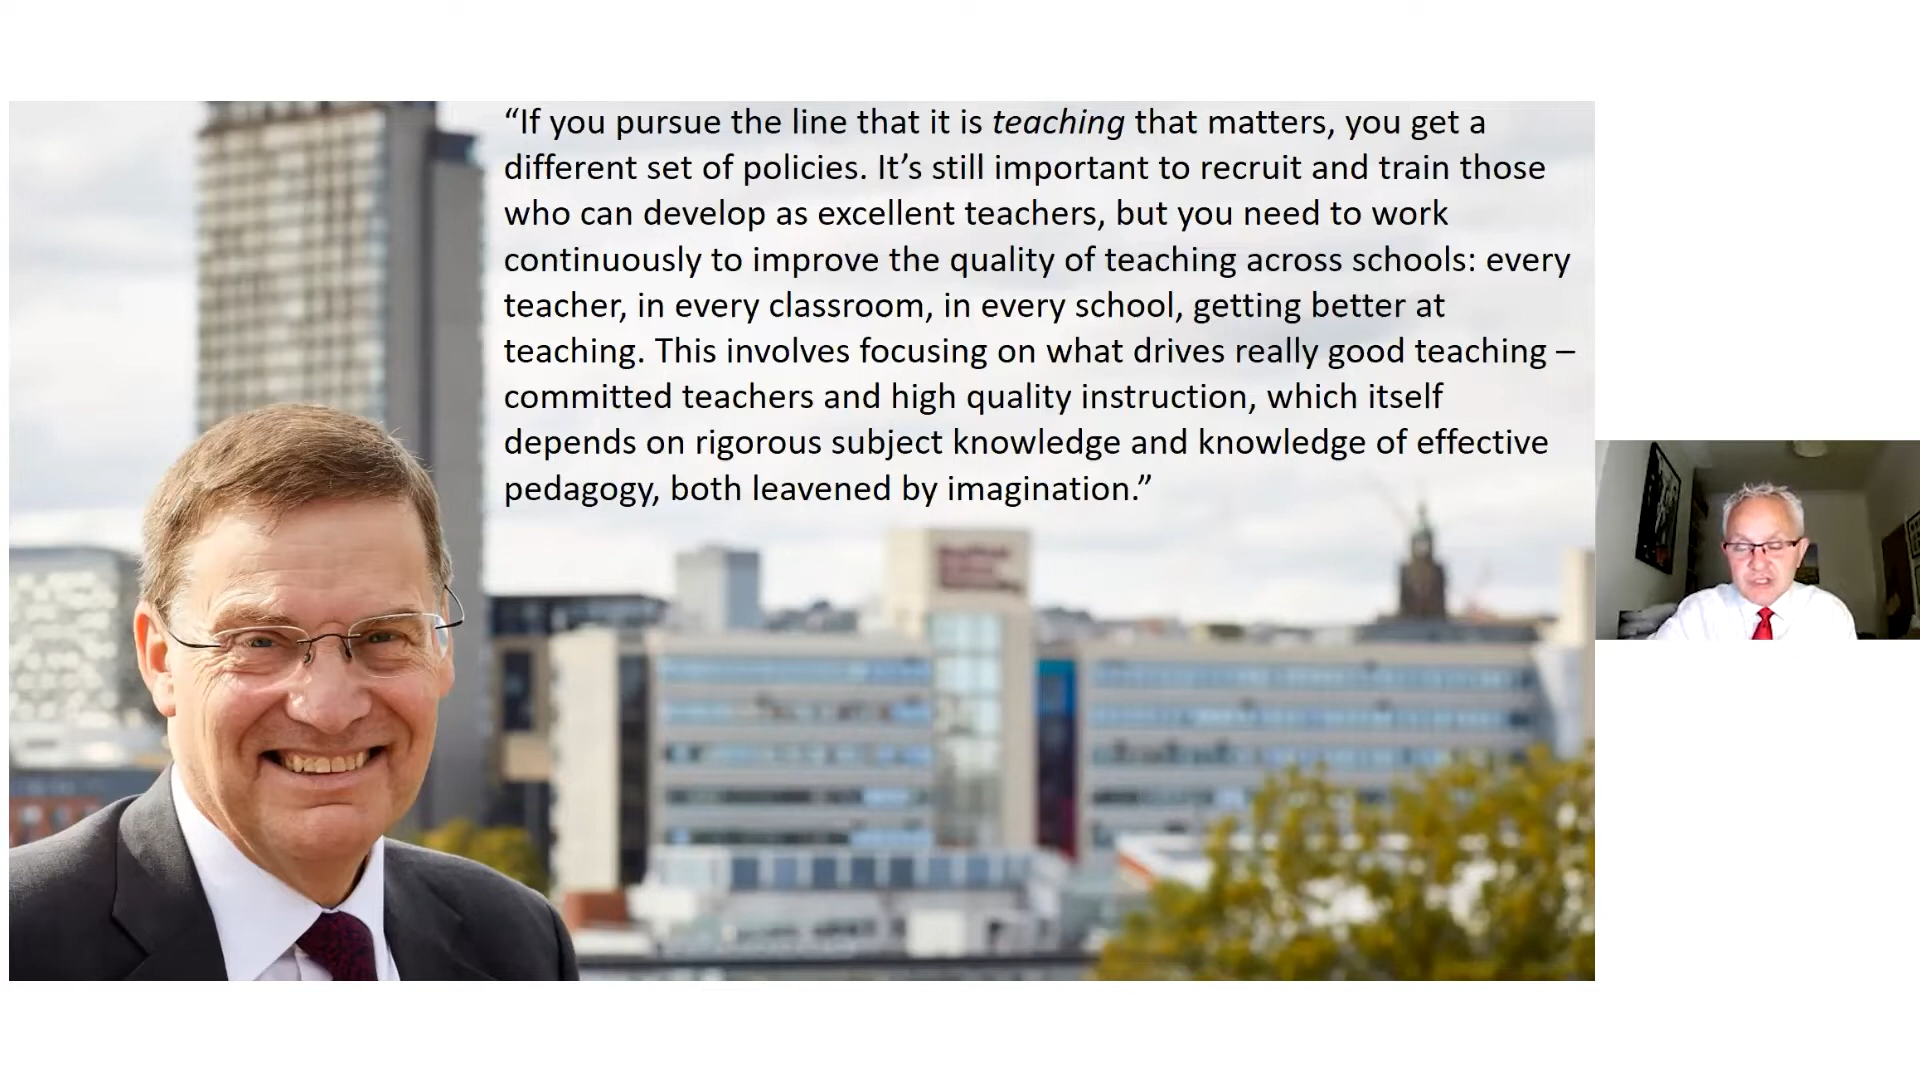 “If you pursue the line that it is teaching that matters, you get a
different set of policies. It’s still important to recruit and train those
who can develop as excellent teachers, but you need to work
continuously to improve the quality of teaching across schools: every
teacher, in every classroom, in every school, getting better at
teaching. This involves focusing on what drives really good teaching –
committed teachers and high quality instruction, which itself
depends on rigorous subject knowledge and knowledge of effective
pedagogy, both leavened by imagination.”